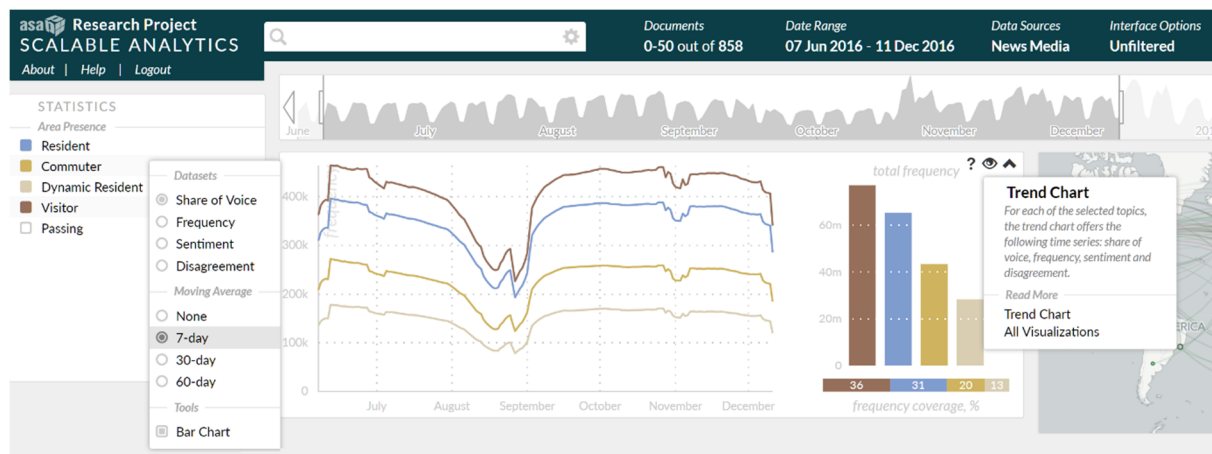 asa Research Project
SCALABLE ANALYTICS
About | Help | Logout
Documents
0-50 out of 858
Date Range
07 Jun 2016 - 11 Dec 2016
Data Sources
News Media
Interface Options
Unfiltered
STATISTICS
Area Presence
Resident
Commuter
Dynamic Resident
Visitor
Passing
Datasets
Share of Voice
Frequency
Sentiment
Disagreement
Moving Average
None
7-day
30-day
60-day
Tools
Bar Chart
June July August September October November December 201
400k
300k
200k
100k
0
July August September October November December
total frequency
?
60m
40m
20m
0
36 31 20 13
frequency coverage, %
Trend Chart
For each of the selected topics,
the trend chart offers the
following time series: share of
voice, frequency, sentiment and
disagreement.
Read More
Trend Chart
All Visualizations
ERICA